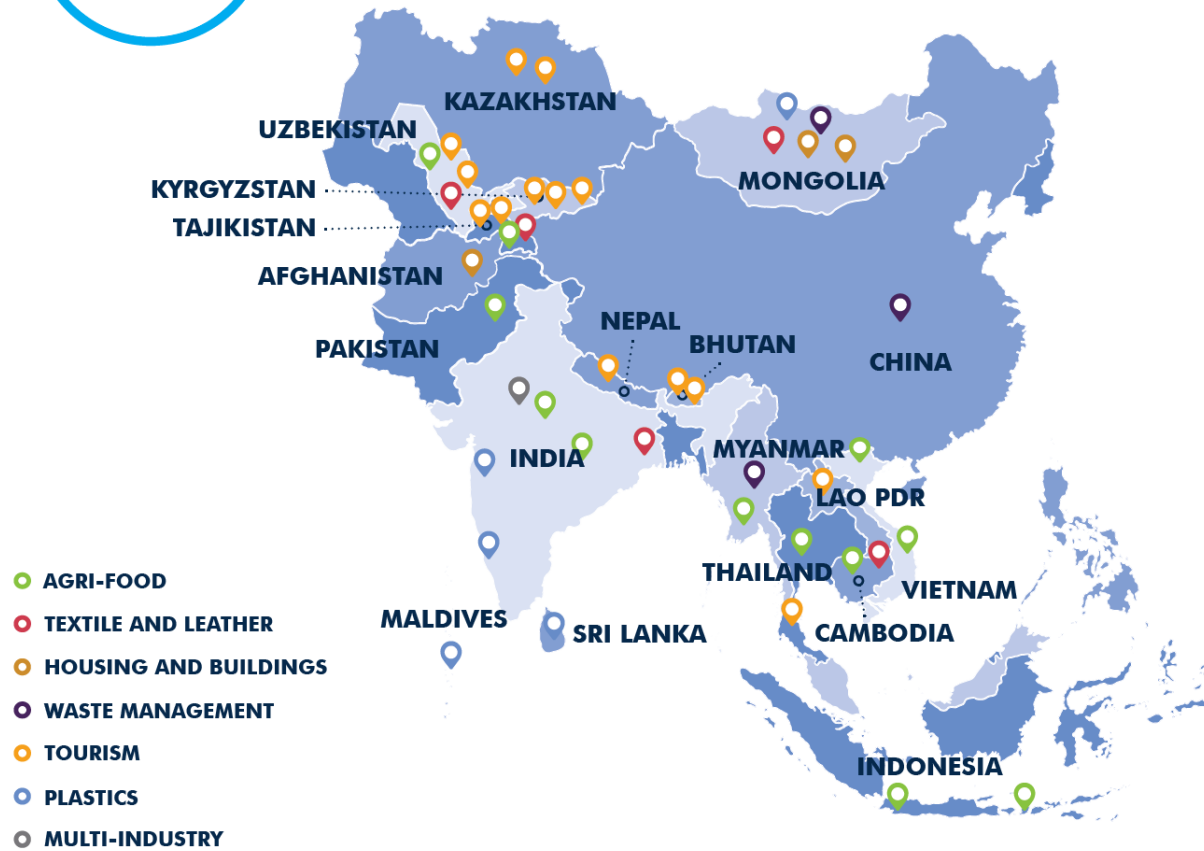 KAZAKHSTAN
UZBEKISTAN
KYRGYZSTAN
MONGOLIA
TAJIKISTAN
AFGHANISTAN
NEPAL
PAKISTAN
BHUTAN
CHINA
MYANMAR
INDIA
LAO PDR
THAILAND
VIETNAM
MALDIVES
SRI LANKA
CAMBODIA
INDONESIA
AGRI-FOOD
TEXTILE AND LEATHER
HOUSING AND BUILDINGS
WASTE MANAGEMENT
TOURISM
PLASTICS
MULTI-INDUSTRY